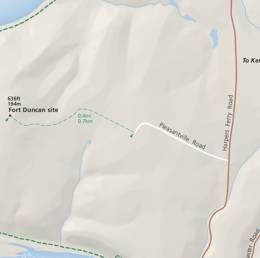 636ft
194m
Fort Duncan site
0.4mi
0.7km
Pleasantville Road
Harpers Ferry Road
To Ke